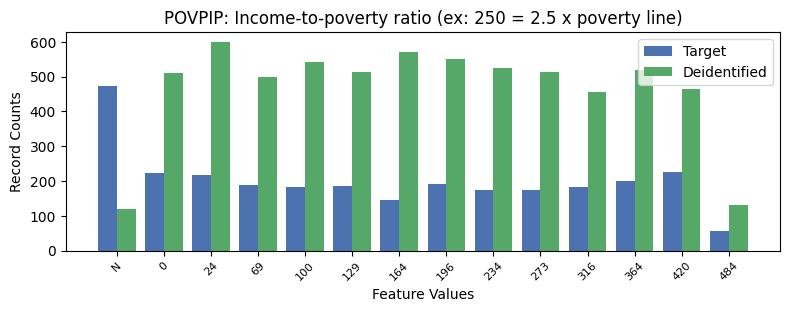 POVPIP: Income-to-poverty ratio (ex: 250 = 2.5 x poverty line)
Target
Deidentified
Record Counts
600
500
400
300
200
100
0
N 0 24 69 100 129 164 196 234 273 316 364 420 484
Feature Values